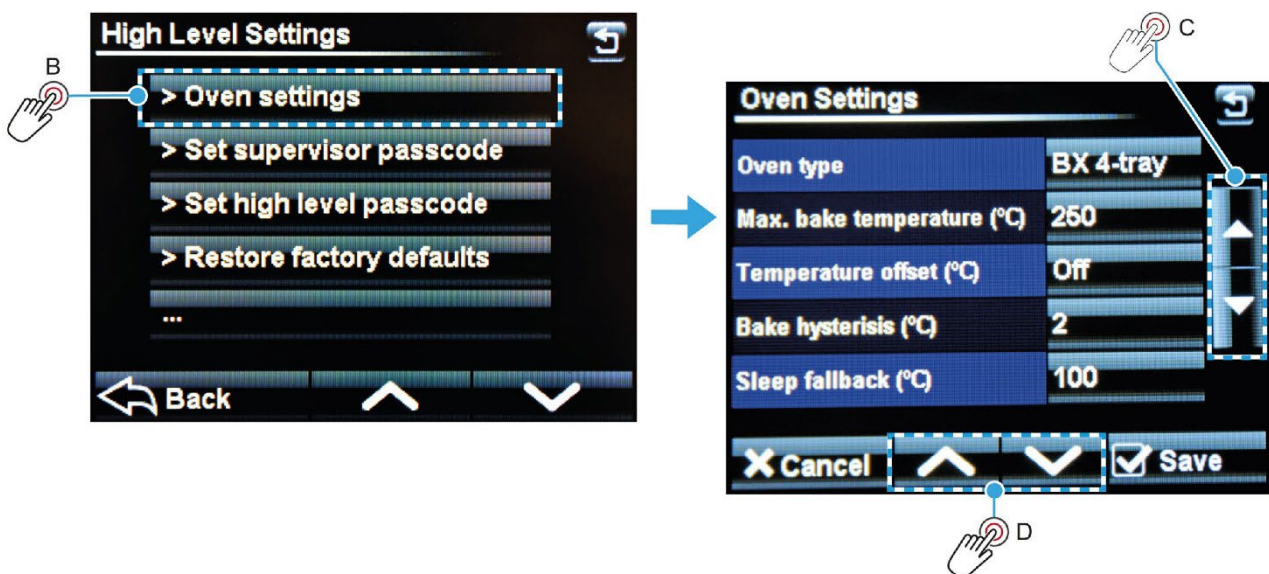 B
High Level Settings
> Oven settings
> Set supervisor passcode
> Set high level passcode
> Restore factory defaults
...
Back
C
Oven Settings
Oven type BX 4-tray
Max. bake temperature (°C) 250
Temperature offset (°C) Off
Bake hysterisis (°C) 2
Sleep fallback (°C) 100
Cancel Save
D